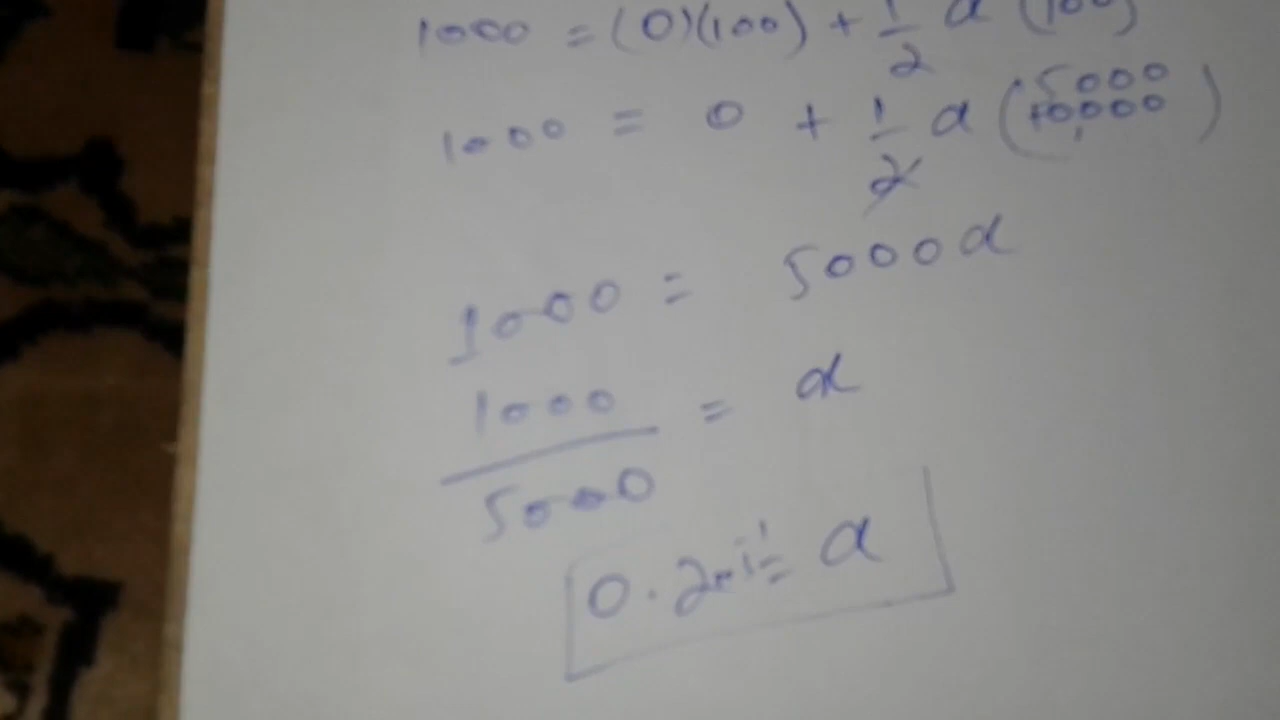 1000 = (0)(100) + 1/2 a (100)
1000 = 0 + 1/2 a (10000)
5000
1000 = 5000a
1000/5000 = a
0.2 = a